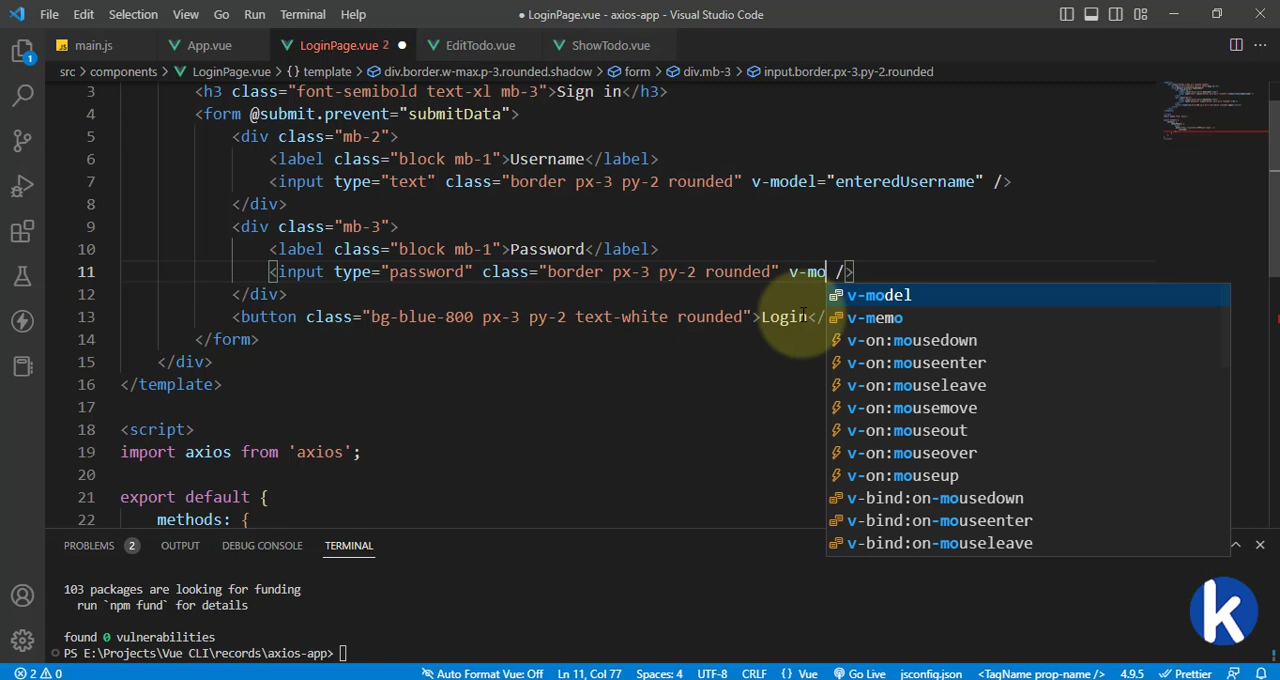 File Edit Selection View Go Run Terminal Help
● LoginPage.vue - axios-app - Visual Studio Code
JS main.js App.vue LoginPage.vue 2 ● EditTodo.vue ShowTodo.vue
src > components > LoginPage.vue > {} template > div.border.w-max.p-3.rounded.shadow > form > div.mb-3 > input.border.px-3.py-2.rounded
3 <h3 class="font-semibold text-xl mb-3">Sign in</h3>
4 <form @submit.prevent="submitData">
5 <div class="mb-2">
6 <label class="block mb-1">Username</label>
7 <input type="text" class="border px-3 py-2 rounded" v-model="enteredUsername" />
8 </div>
9 <div class="mb-3">
10 <label class="block mb-1">Password</label>
11 <input type="password" class="border px-3 py-2 rounded" v-mo />
12 </div>
13 <button class="bg-blue-800 px-3 py-2 text-white rounded">Login</
14 </form>
15 </div>
16 </template>
17
18 <script>
19 import axios from 'axios';
20
21 export default {
22 methods: {
v-model
v-memo
v-on:mousedown
v-on:mouseenter
v-on:mouseleave
v-on:mousemove
v-on:mouseout
v-on:mouseover
v-on:mouseup
v-bind:on-mousedown
v-bind:on-mouseenter
v-bind:on-mouseleave
1
PROBLEMS 2 OUTPUT DEBUG CONSOLE TERMINAL
103 packages are looking for funding
run `npm fund` for details
found 0 vulnerabilities
PS E:\Projects\Vue CLI\records\axios-app>
k
2 0 Auto Format Vue: Off Ln 11, Col 77 Spaces: 4 UTF-8 CRLF {} Vue Go Live jsconfig.json <TagName prop-name /> 4.9.5 Prettier